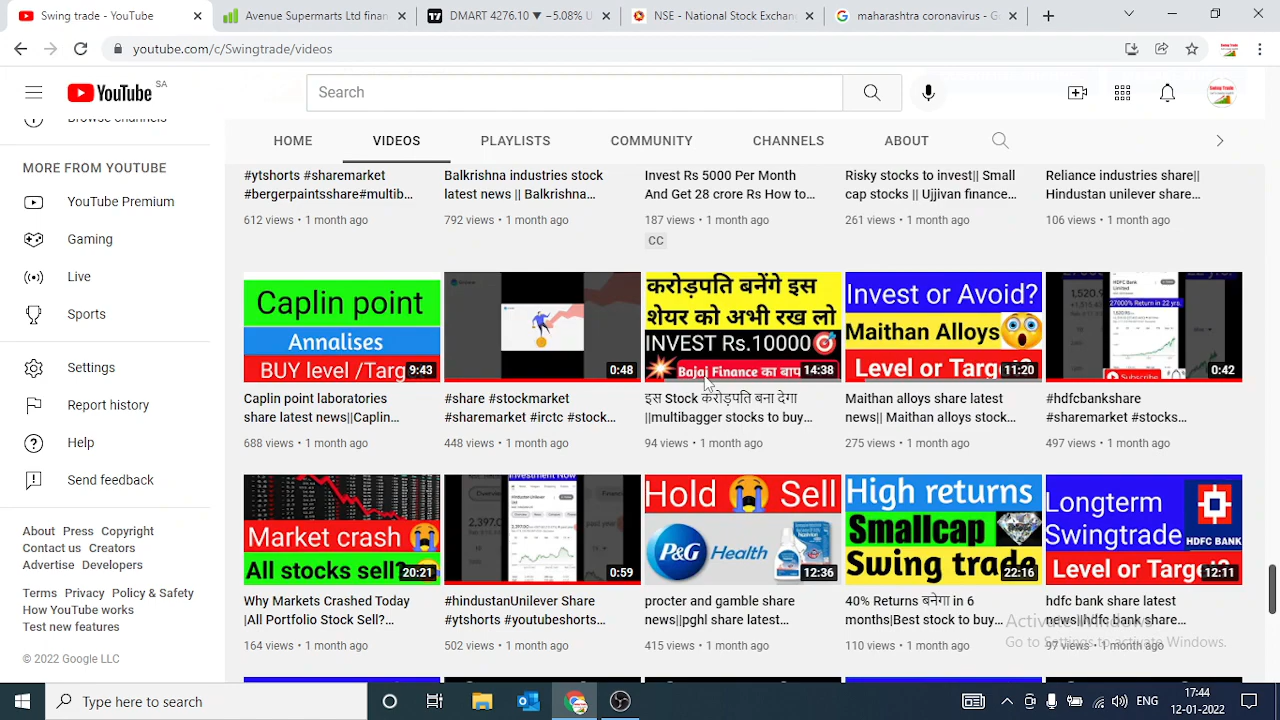 Swing trade - YouTube
Avenue Supermarts Ltd
DMART 4276.10 ▼ −5.08% U
NSE - National Stock Exchange
maharashtra coronavirus - G
youtube.com/c/Swingtrade/videos
YouTube SA
Search
HOME
VIDEOS
PLAYLISTS
COMMUNITY
CHANNELS
ABOUT
MORE FROM YOUTUBE
YouTube Premium
Gaming
Live
Sports
Settings
Report history
Help
Send feedback
About Press Copyright
Contact us Creators
Advertise Developers
Terms Privacy Policy & Safety
How YouTube works
Test new features
© 2022 Google LLC
#ytshorts #sharemarket
#bergerpaintsshare#multib...
612 views • 1 month ago
Balkrishna industries stock
latest news || Balkrishna...
792 views • 1 month ago
Invest Rs 5000 Per Month
And Get 28 crore Rs How to...
187 views • 1 month ago
CC
Risky stocks to invest|| Small
cap stocks || Ujjivan finance...
261 views • 1 month ago
Reliance industries share||
Hindustan unilever share...
106 views • 1 month ago
Caplin point
Annalises
BUY level /Targ
9:43
Caplin point laboratories
share latest news||Caplin...
688 views • 1 month ago
0:48
#share #stockmarket
#sharemarket #irctc #stock...
448 views • 1 month ago
करोड़पति बनेंगे इस
शेयर को अभी रख लो
INVEST Rs.10000
Bajaj Finance का बाप
14:38
इस Stock करोड़पति बना देगा
||multibagger stocks to buy...
94 views • 1 month ago
Invest or Avoid?
Maithan Alloys
Level or Target
11:20
Maithan alloys share latest
news|| Maithan alloys stock...
275 views • 1 month ago
HDFC Bank
27000% Return in 22 yrs.
Subscribe
0:42
#hdfcbankshare
#sharemarket #stocks...
497 views • 1 month ago
Market crash
All stocks sell?
20:21
Why Markets Crashed Today
|All Portfolio Stock Sell?...
164 views • 1 month ago
Hindustan Unilever
0:59
#hindustanUnilever Share
#ytshorts #youtubeshorts...
502 views • 1 month ago
Hold Sell
P&G Health
12:36
procter and gamble share
news||pghl share latest...
415 views • 1 month ago
High returns
Smallcap
Swing trade
22:16
40% Returns बनेगा in 6
months|Best stock to buy...
110 views • 1 month ago
Longterm
Swingtrade
HDFC BANK
Level or Target?
12:11
hdfc bank share latest
news||hdfc bank share...
97 views • 1 month ago
Activate Windows
Go to Settings to activate Windows.
Type here to search
ENG
17:44
12-01-2022